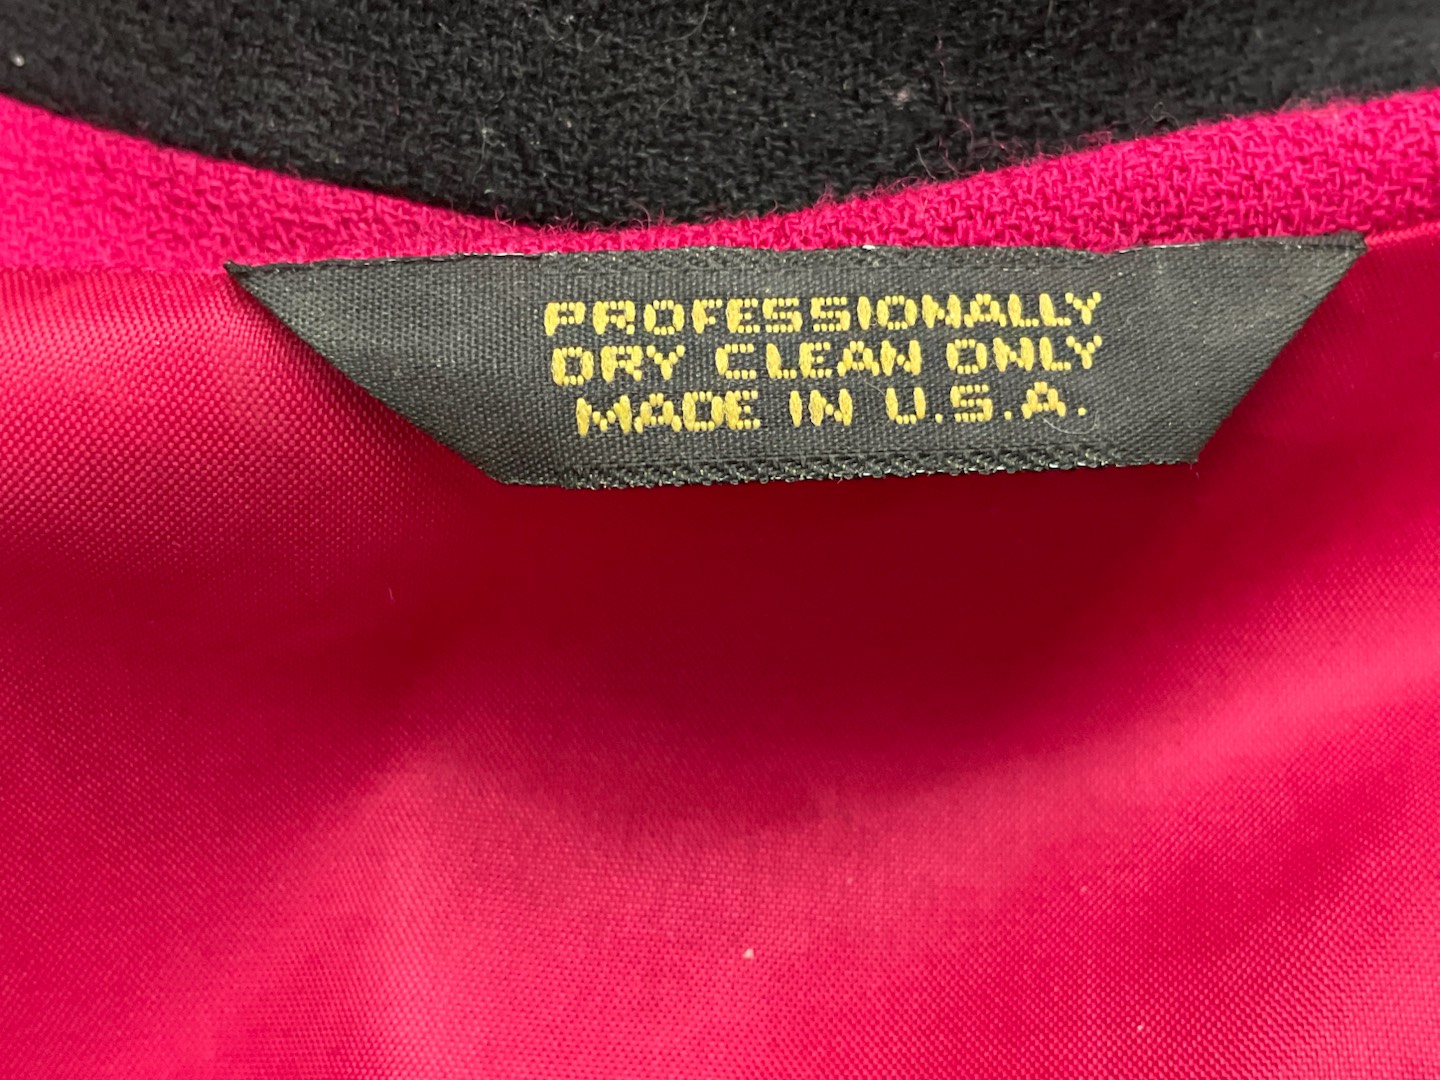 PROFESSIONALLY
DRY CLEAN ONLY
MADE IN U.S.A.